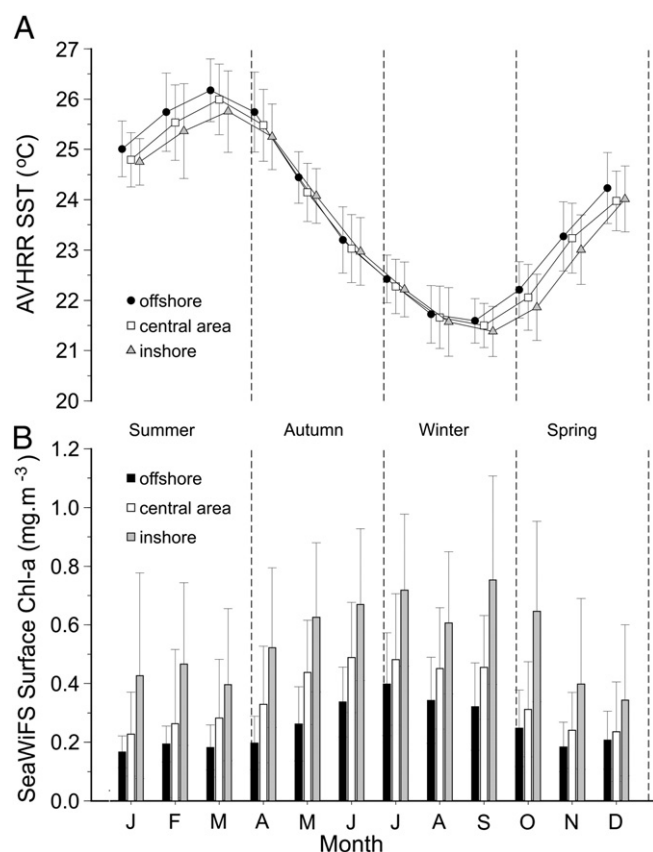 A
27
26
25
24
23
22
21
20
AVHRR SST (ºC)
offshore
central area
inshore
B
Summer Autumn Winter Spring
1.2
1.0
0.8
0.6
0.4
0.2
0.0
SeaWiFS Surface Chl-a (mg.m⁻³)
offshore
central area
inshore
J F M A M J J A S O N D
Month